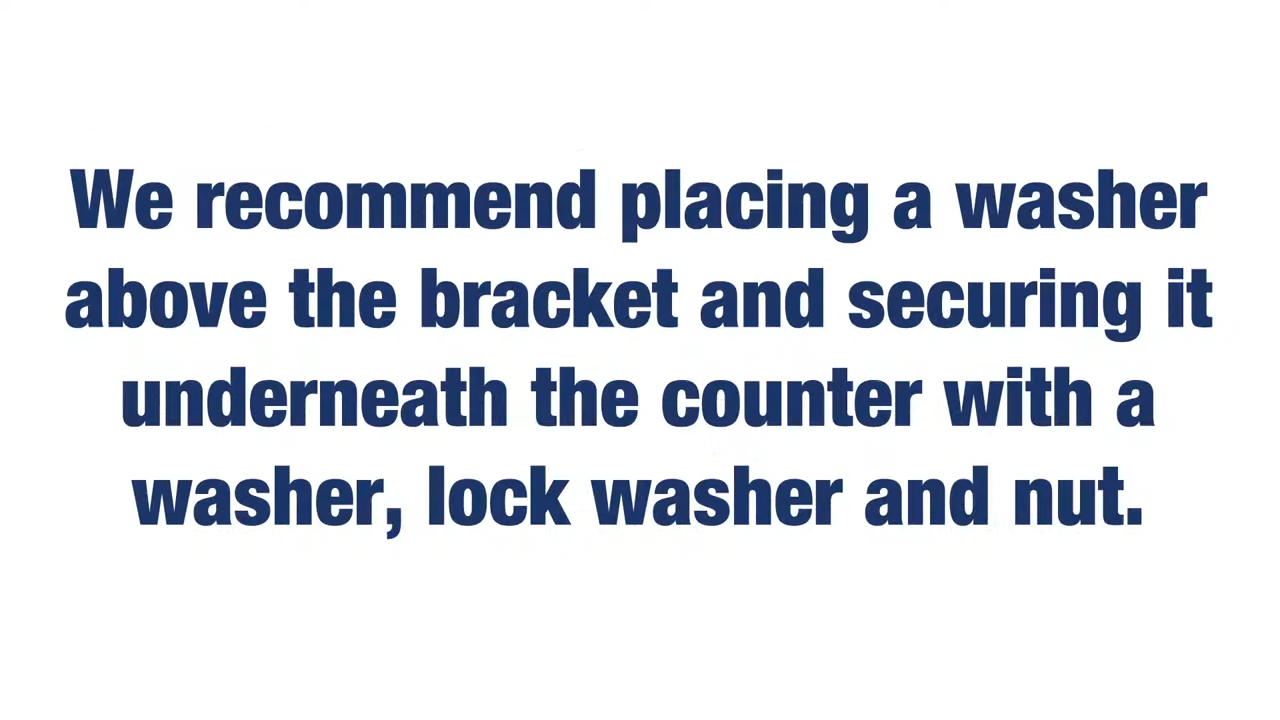 We recommend placing a washer
above the bracket and securing it
underneath the counter with a
washer, lock washer and nut.